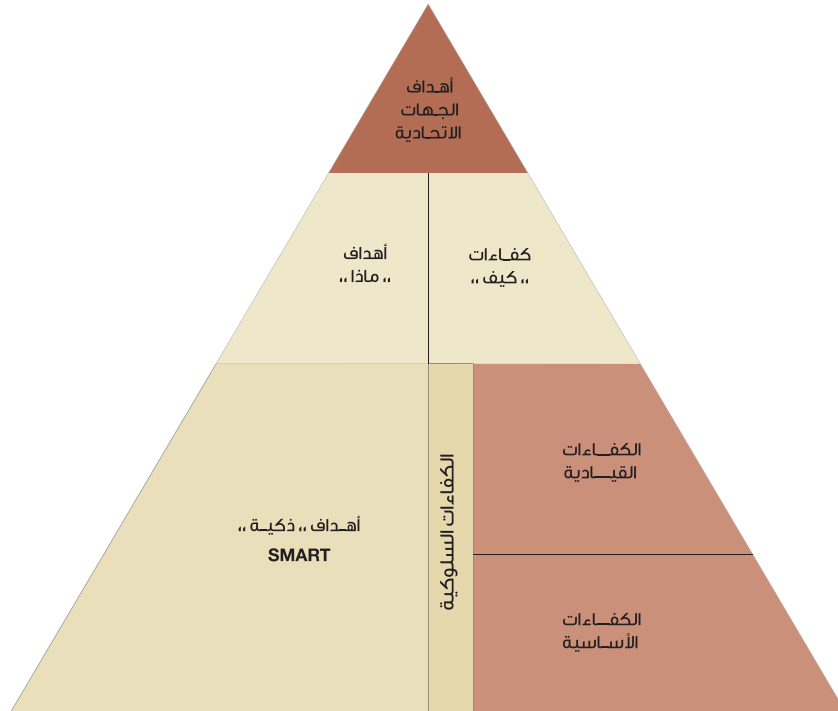 أهداف
الجهات
الاتحادية
كفاءات
،، كيف ،،
أهداف
،، ماذا ،،
الكفاءات
القيادية
الكفاءات السلوكية
أهداف ،، ذكية ،،
SMART
الكفاءات
الأساسية